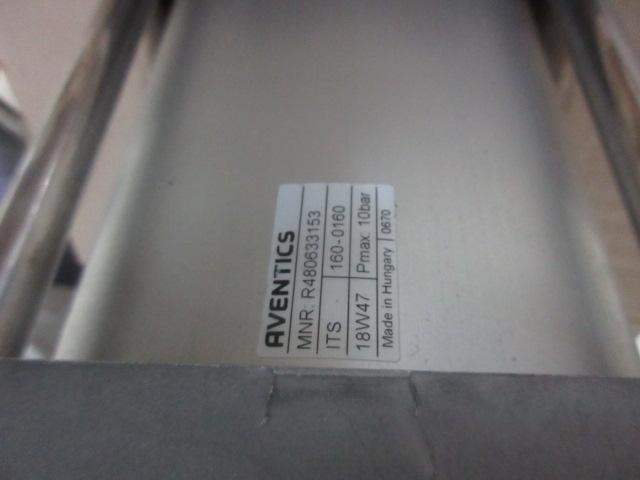 AVENTICS
MNR: R480633153
ITS 160-0160
18W47 Pmax 10bar
Made in Hungary 0670